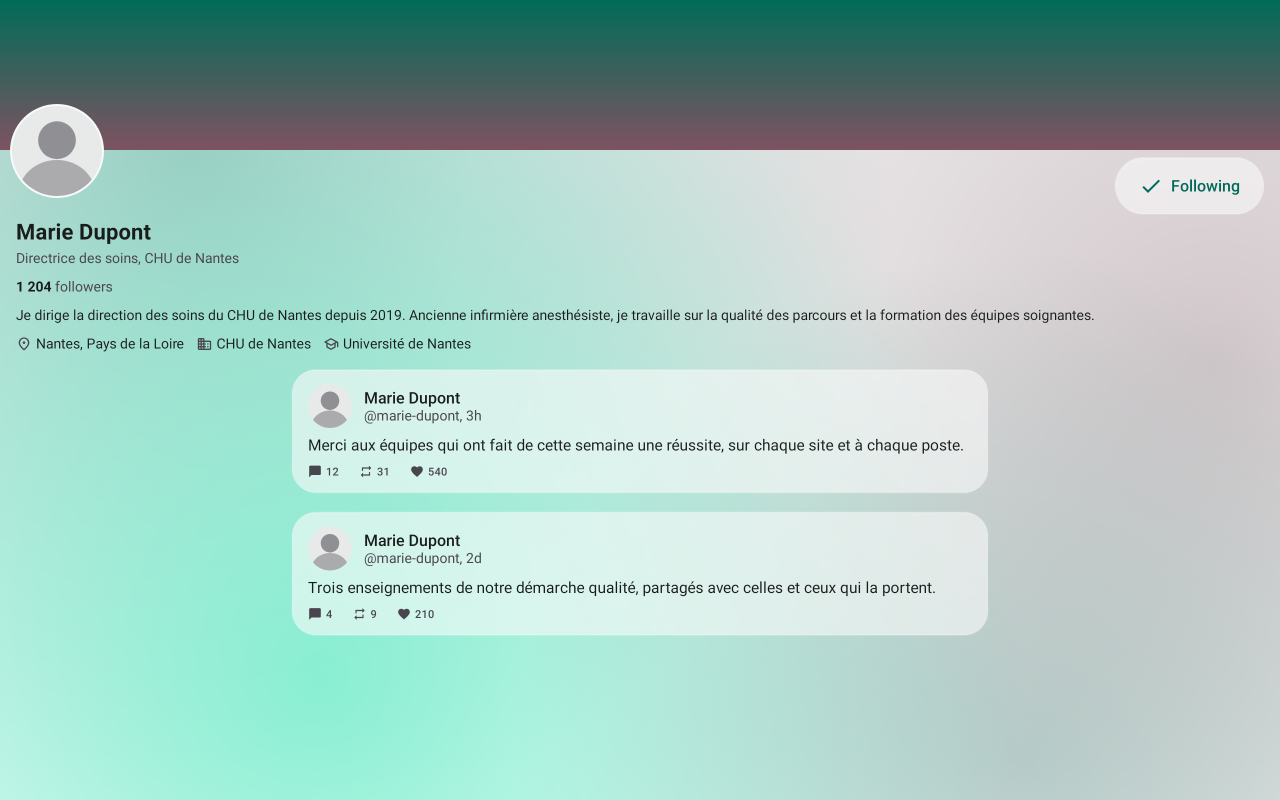 Following
Marie Dupont
Directrice des soins, CHU de Nantes
1 204 followers
Je dirige la direction des soins du CHU de Nantes depuis 2019. Ancienne infirmière anesthésiste, je travaille sur la qualité des parcours et la formation des équipes soignantes.
Nantes, Pays de la Loire CHU de Nantes Université de Nantes
Marie Dupont
@marie-dupont, 3h
Merci aux équipes qui ont fait de cette semaine une réussite, sur chaque site et à chaque poste.
12 31 540
Marie Dupont
@marie-dupont, 2d
Trois enseignements de notre démarche qualité, partagés avec celles et ceux qui la portent.
4 9 210